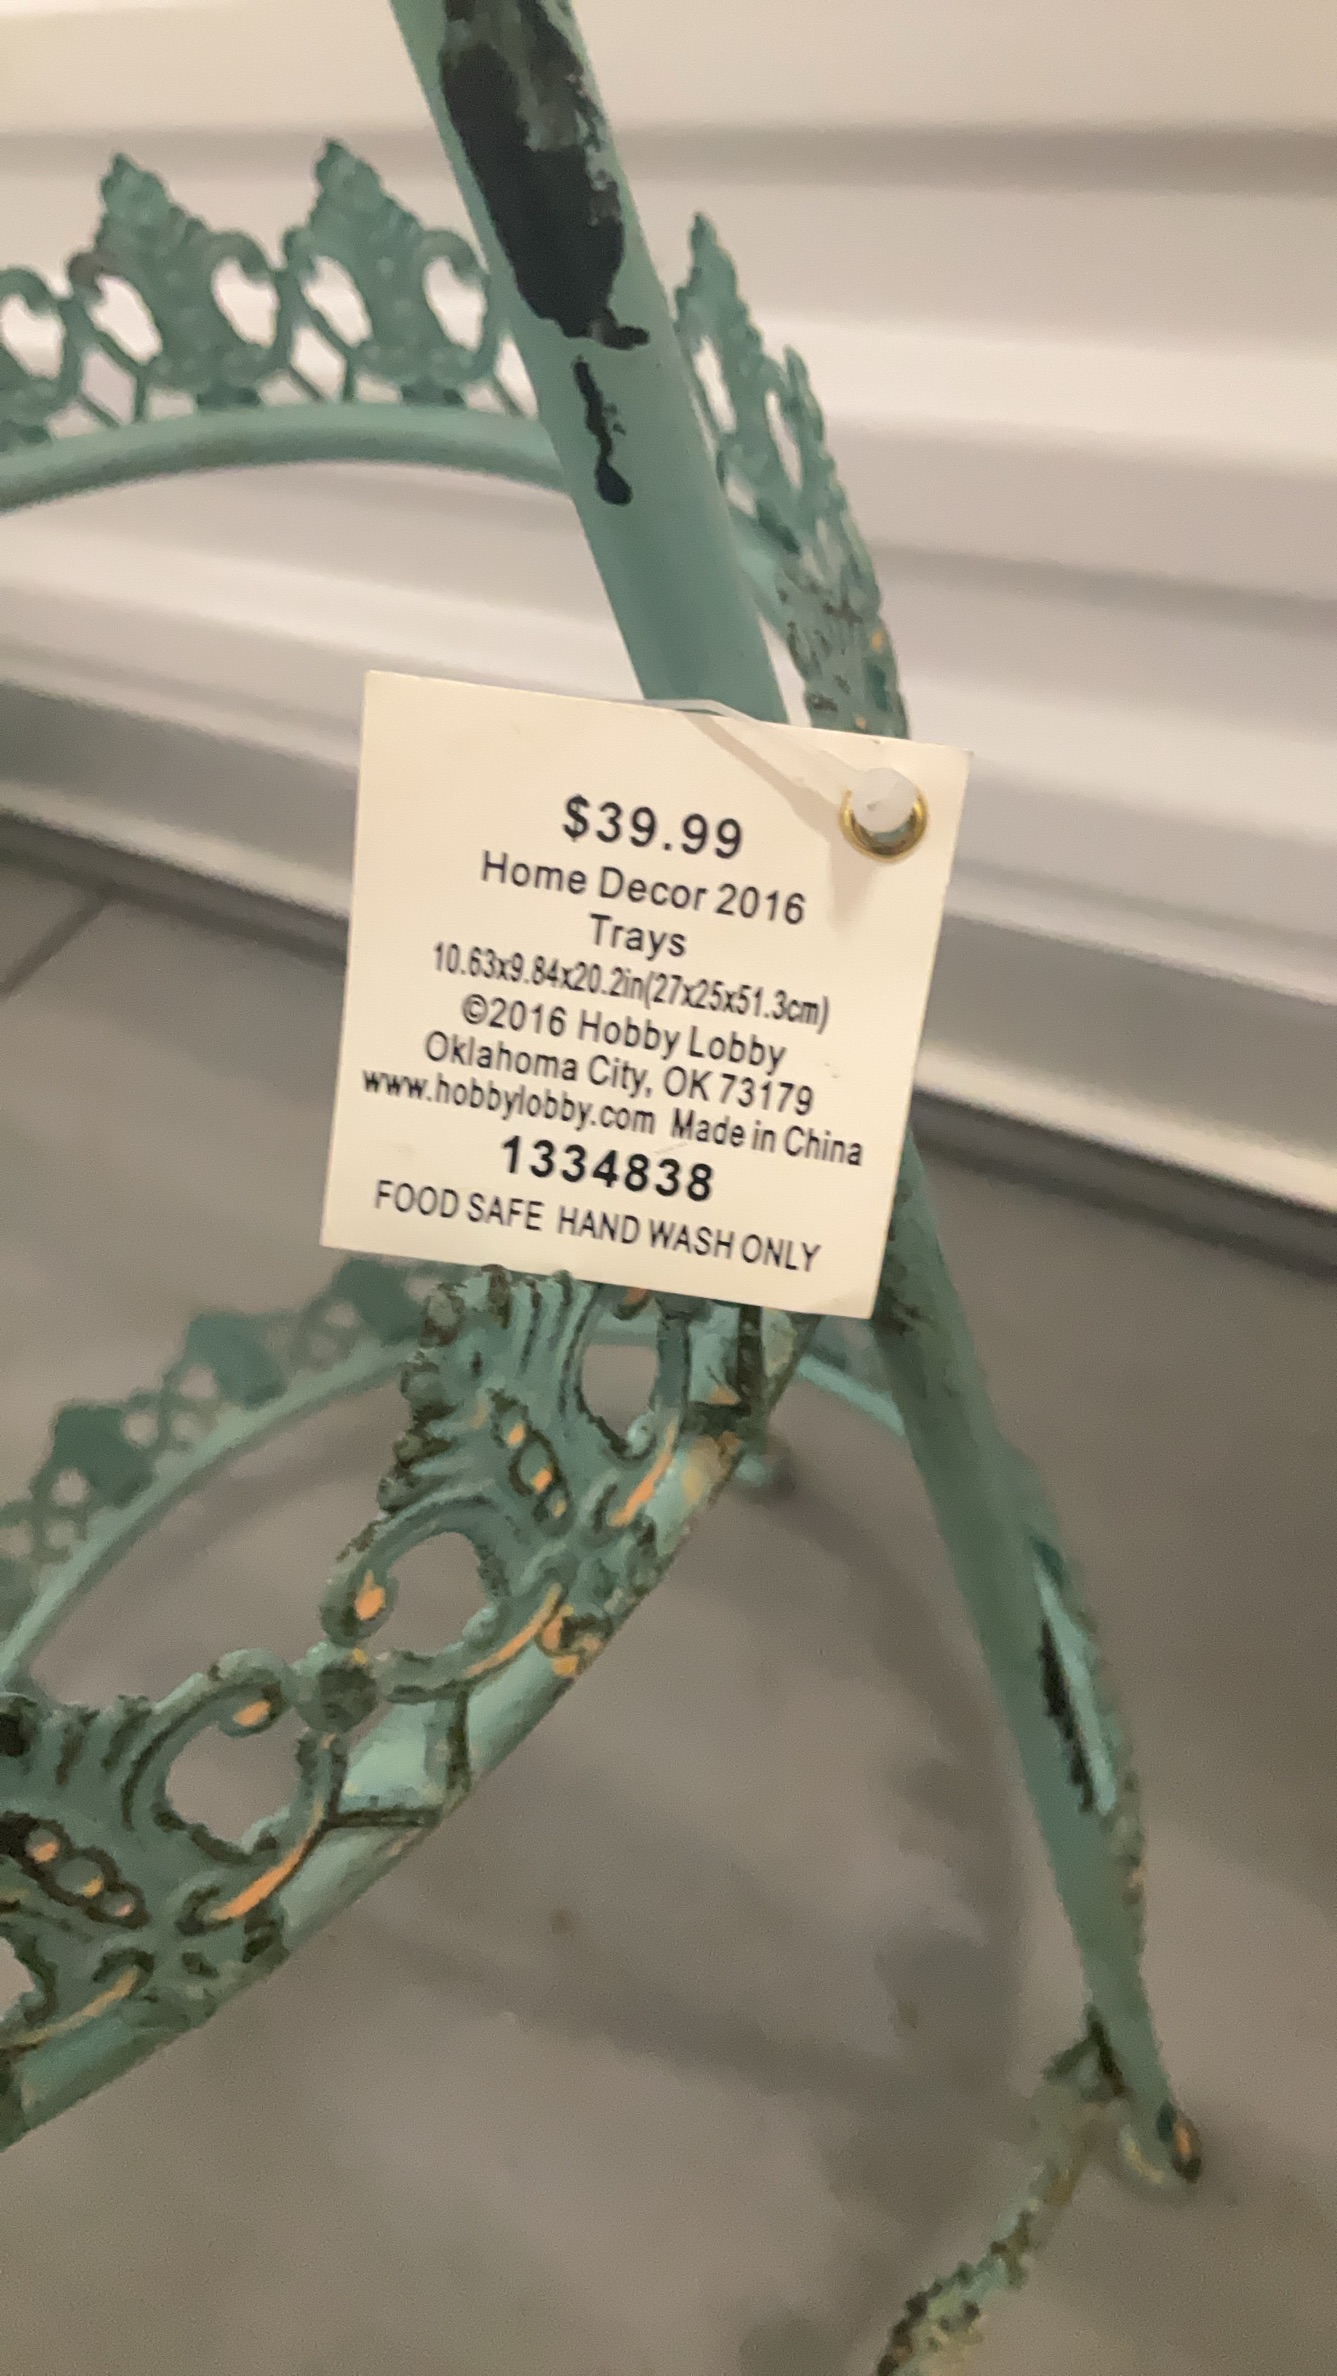 $39.99
Home Decor 2016
Trays
10.63x9.84x20.2in(27x25x51.3cm)
©2016 Hobby Lobby
Oklahoma City, OK 73179
www.hobbylobby.com Made in China
1334838
FOOD SAFE HAND WASH ONLY